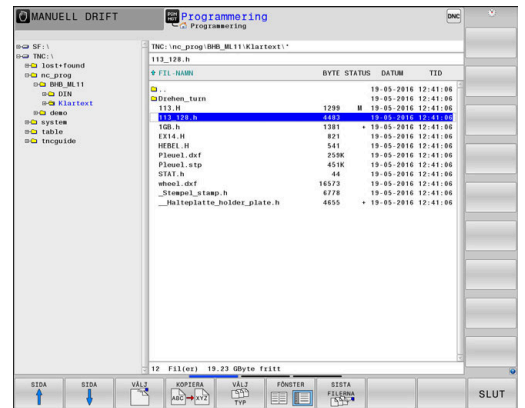 MANUELL DRIFT
PGM MGT
Programmering
Programmering
DNC
SF:\
TNC:\
lost+found
nc_prog
BHB_ML11
DIN
Klartext
demo
system
table
tncguide
TNC:\nc_prog\BHB_ML11\Klartext\*
113_128.h
FIL-NAMN BYTE STATUS DATUM TID
.. 19-05-2016 12:41:06
Drehen_turn 19-05-2016 12:41:06
113.H 1299 M 19-05-2016 12:41:06
113_128.h 4483 19-05-2016 12:41:06
1GB.h 1381 + 19-05-2016 12:41:06
EX14.H 821 19-05-2016 12:41:06
HEBEL.H 541 19-05-2016 12:41:06
Pleuel.dxf 259K 19-05-2016 12:41:06
Pleuel.stp 451K 19-05-2016 12:41:06
STAT.h 44 19-05-2016 12:41:06
wheel.dxf 16573 19-05-2016 12:41:06
_Stempel_stamp.h 6778 19-05-2016 12:41:06
__Halteplatte_holder_plate.h 4655 + 19-05-2016 12:41:06
12 Fil(er) 19.23 GByte fritt
SIDA
SIDA
VÄLJ
KOPIERA
ABC XYZ
VÄLJ
TYP
FÖNSTER
SISTA
FILERNA
SLUT